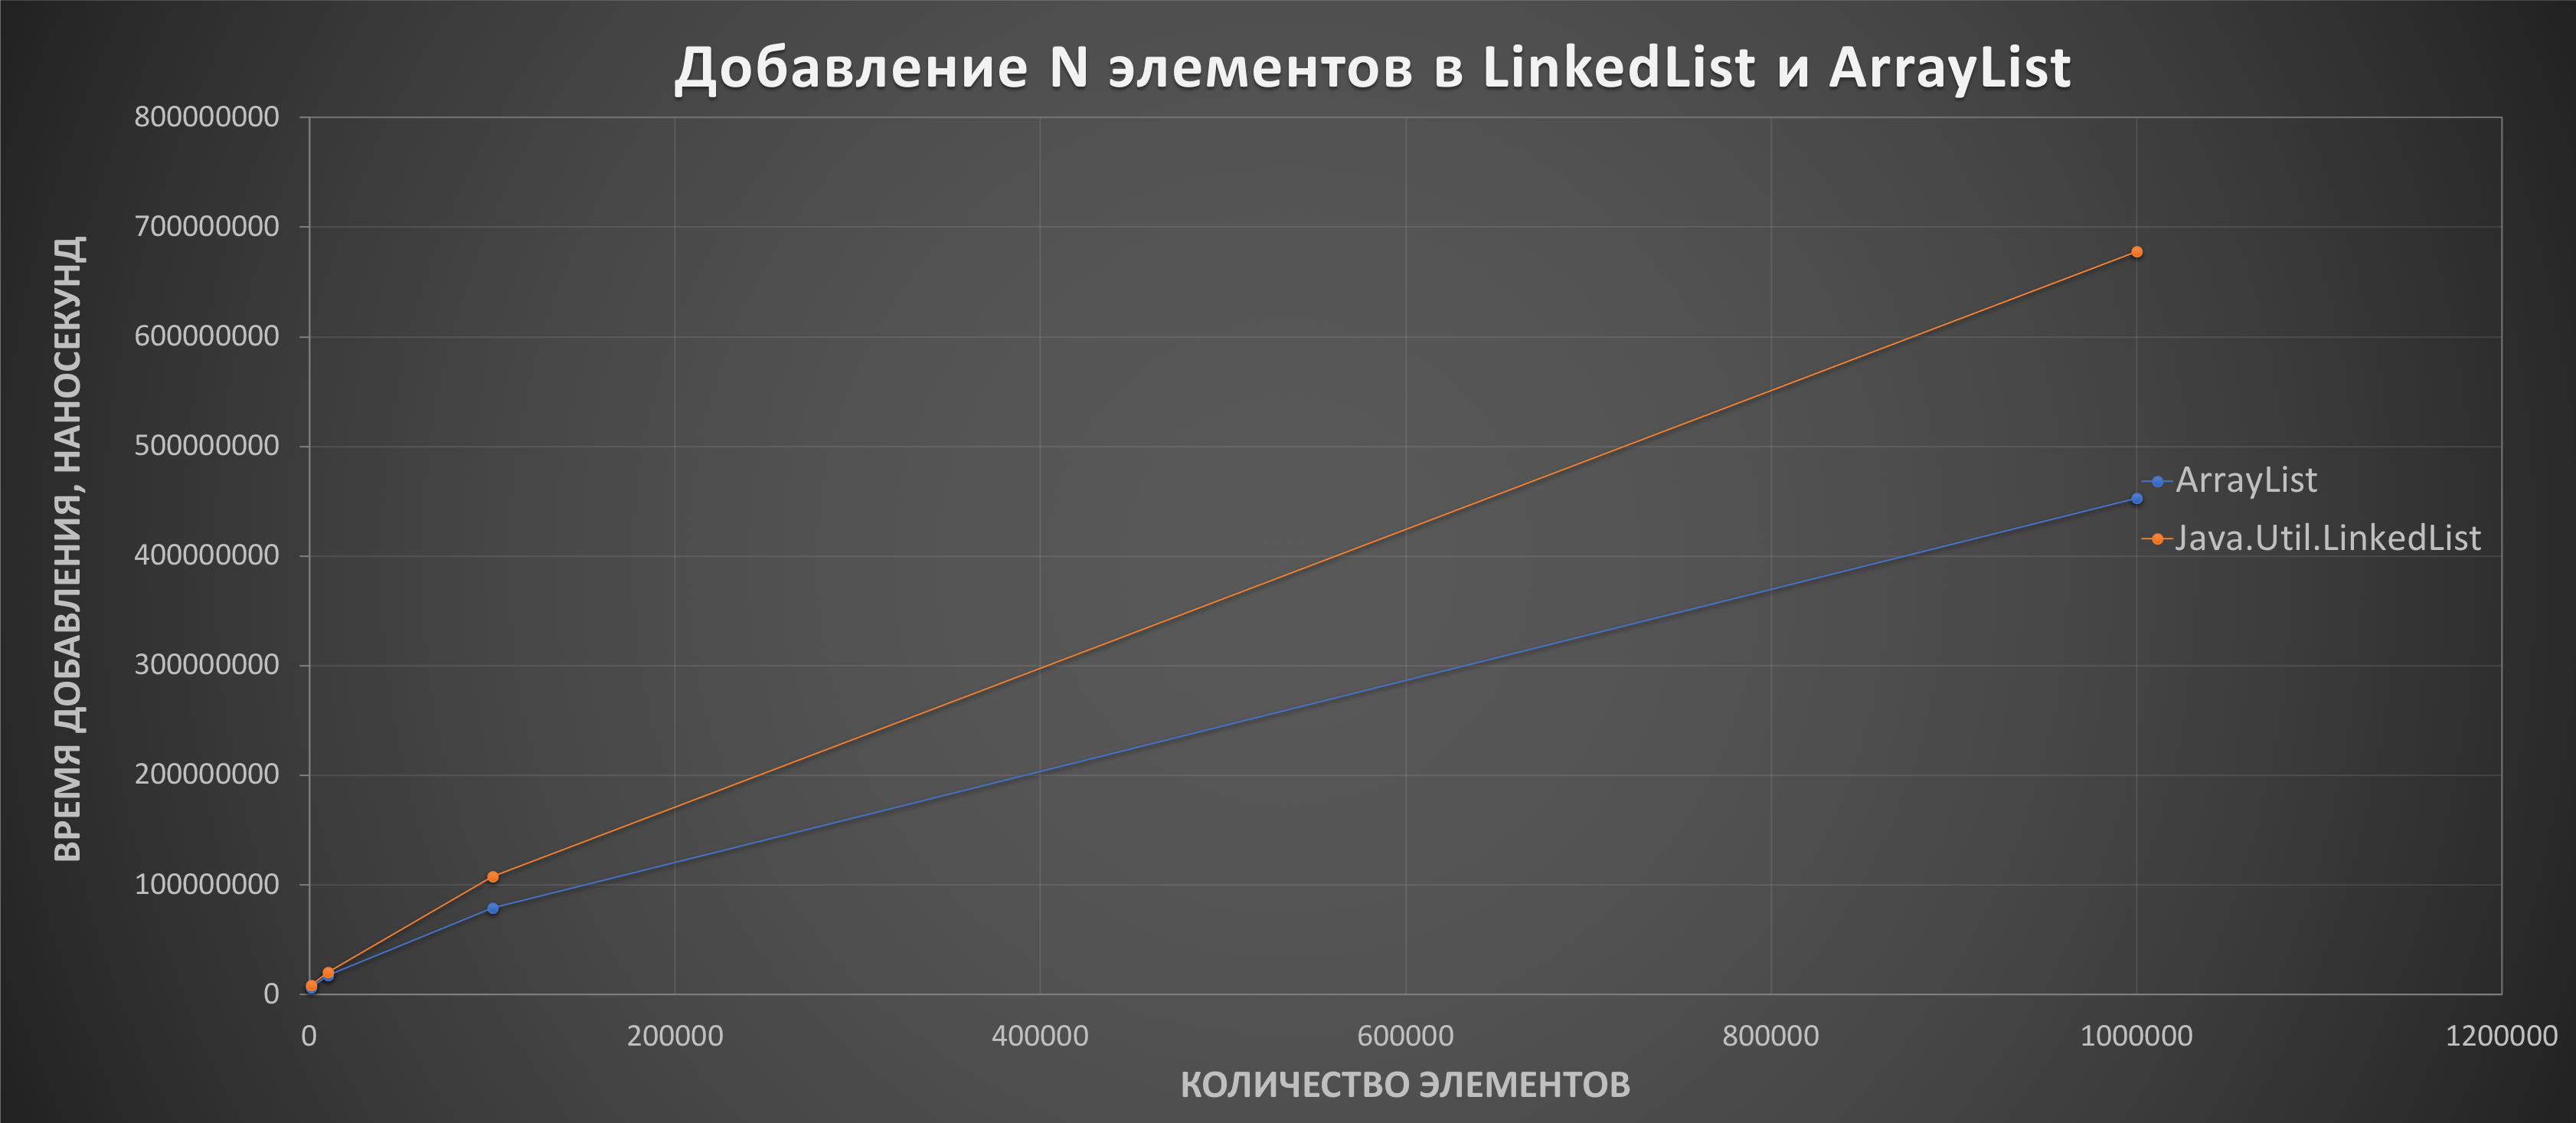 Добавление N элементов в LinkedList и ArrayList
800000000
700000000
600000000
500000000
400000000
300000000
200000000
100000000
0
ВРЕМЯ ДОБАВЛЕНИЯ, НАНОСЕКУНД
ArrayList
Java.Util.LinkedList
0 200000 400000 600000 800000 1000000 1200000
КОЛИЧЕСТВО ЭЛЕМЕНТОВ